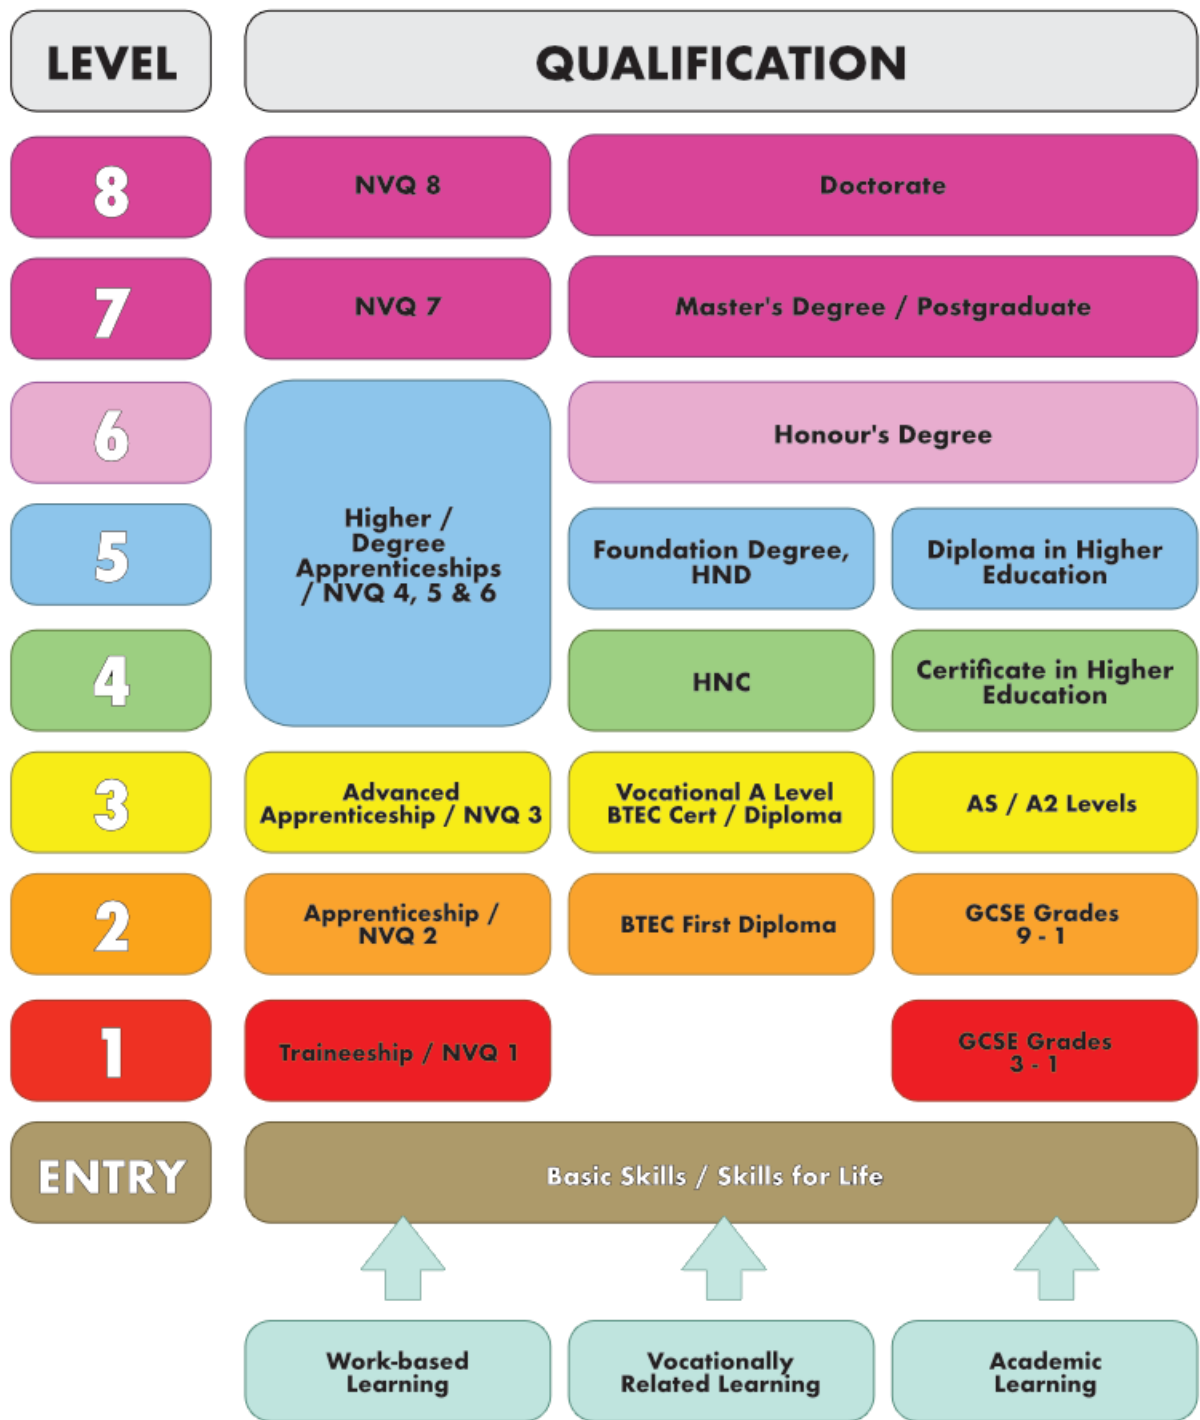 LEVEL
QUALIFICATION
8
NVQ 8
Doctorate
7
NVQ 7
Master's Degree / Postgraduate
6
Honour's Degree
Higher /
Degree
Apprenticeships
/ NVQ 4, 5 & 6
5
Foundation Degree,
HND
Diploma in Higher
Education
4
HNC
Certificate in Higher
Education
3
Advanced
Apprenticeship / NVQ 3
Vocational A Level
BTEC Cert / Diploma
AS / A2 Levels
2
Apprenticeship /
NVQ 2
BTEC First Diploma
GCSE Grades
9 - 1
1
Traineeship / NVQ 1
GCSE Grades
3 - 1
ENTRY
Basic Skills / Skills for Life
Work-based
Learning
Vocationally
Related Learning
Academic
Learning